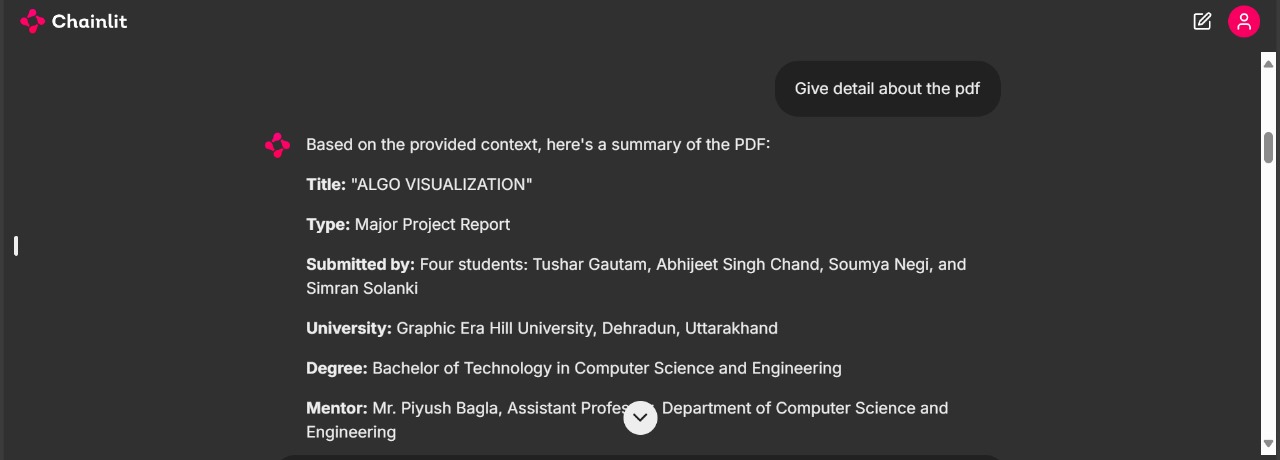 Chainlit
Give detail about the pdf
Based on the provided context, here's a summary of the PDF:
Title: "ALGO VISUALIZATION"
Type: Major Project Report
Submitted by: Four students: Tushar Gautam, Abhijeet Singh Chand, Soumya Negi, and
Simran Solanki
University: Graphic Era Hill University, Dehradun, Uttarakhand
Degree: Bachelor of Technology in Computer Science and Engineering
Mentor: Mr. Piyush Bagla, Assistant Department of Computer Science and
Engineering